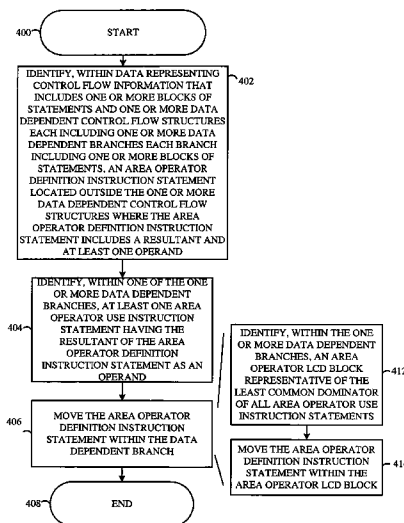 400
START
402
IDENTIFY, WITHIN DATA REPRESENTING
CONTROL FLOW INFORMATION THAT
INCLUDES ONE OR MORE BLOCKS OF
STATEMENTS AND ONE OR MORE DATA
DEPENDENT CONTROL FLOW STRUCTURES
EACH INCLUDING ONE OR MORE DATA
DEPENDENT BRANCHES EACH BRANCH
INCLUDING ONE OR MORE BLOCKS OF
STATEMENTS, AN AREA OPERATOR
DEFINITION INSTRUCTION STATEMENT
LOCATED OUTSIDE THE ONE OR MORE
DATA DEPENDENT CONTROL FLOW
STRUCTURES WHERE THE AREA
OPERATOR DEFINITION INSTRUCTION
STATEMENT INCLUDES A RESULTANT AND
AT LEAST ONE OPERAND
404
IDENTIFY, WITHIN ONE OF THE ONE
OR MORE DATA DEPENDENT
BRANCHES, AT LEAST ONE AREA
OPERATOR USE INSTRUCTION
STATEMENT HAVING THE
RESULTANT OF THE AREA
OPERATOR DEFINITION
INSTRUCTION STATEMENT AS AN
OPERAND
406
MOVE THE AREA OPERATOR
DEFINITION INSTRUCTION
STATEMENT WITHIN THE DATA
DEPENDENT BRANCH
408
END
IDENTIFY, WITHIN THE ONE
OR MORE DATA DEPENDENT
BRANCHES, AN AREA
OPERATOR LCD BLOCK
REPRESENTATIVE OF THE
LEAST COMMON DOMINATOR
OF ALL AREA OPERATOR USE
INSTRUCTION STATEMENTS
412
MOVE THE AREA OPERATOR
DEFINITION INSTRUCTION
STATEMENT WITHIN THE
AREA OPERATOR LCD BLOCK